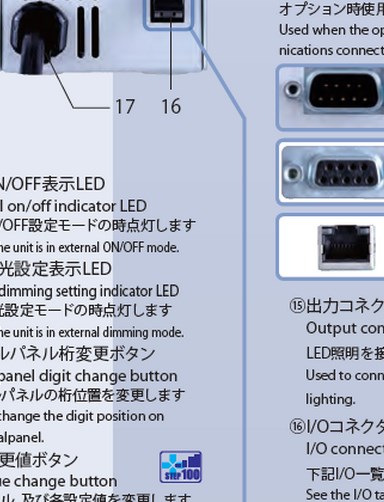 オプション時使用
Used when the op
nications connect
17
16
N/OFF表示LED
l on/off indicator LED
/OFF設定モードの時点灯します
he unit is in external ON/OFF mode.
光設定表示LED
dimming setting indicator LED
設定モードの時点灯します
he unit is in external dimming mode.
ルパネル桁変更ボタン
panel digit change button
パネルの桁位置を変更します
change the digit position on
alpanel.
更値ボタン
ue change button
ル 及び各設定値を変更します
STEP 100
⑮出力コネク
Output con
LED照明を接
Used to conn
lighting.
⑯I/Oコネクタ
I/O connect
下記I/O一覧
See the I/O ta